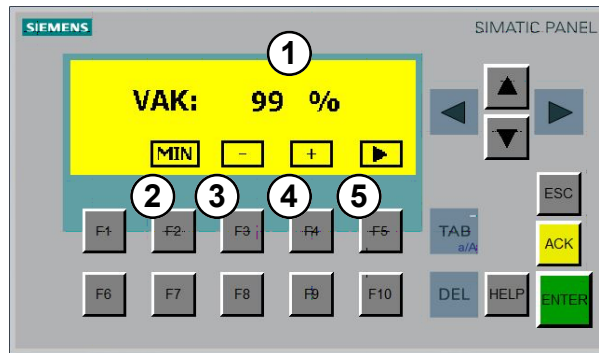 SIEMENS
SIMATIC PANEL
1
VAK: 99 %
MIN - +
2 3 4 5
ESC
F1 F2 F3 F4 F5 TAB
a/A
ACK
F6 F7 F8 F9 F10 DEL HELP ENTER